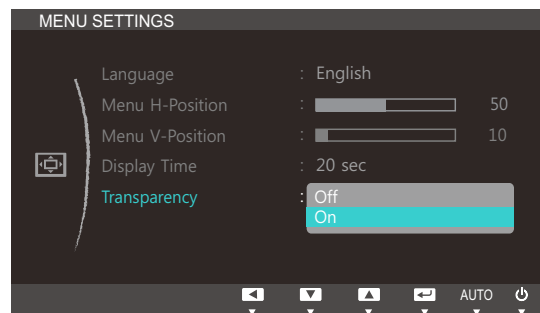 MENU SETTINGS
Language : English
Menu H-Position : 50
Menu V-Position : 10
Display Time : 20 sec
Transparency : Off
On
AUTO